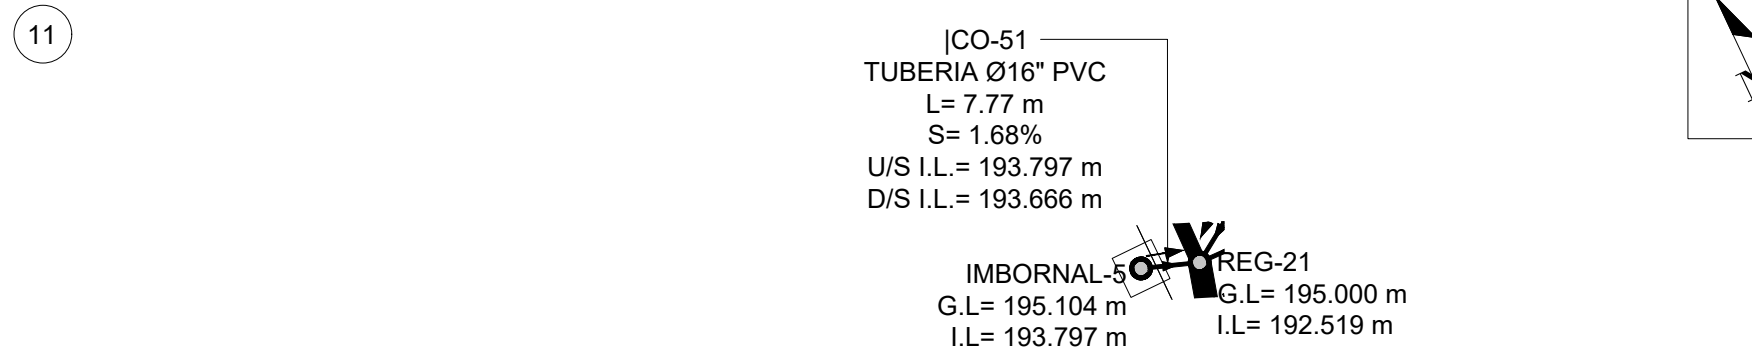 11
|CO-51
TUBERIA Ø16" PVC
L= 7.77 m
S= 1.68%
U/S I.L.= 193.797 m
D/S I.L.= 193.666 m
IMBORNAL-5
G.L= 195.104 m
I.L= 193.797 m
REG-21
G.L= 195.000 m
I.L= 192.519 m